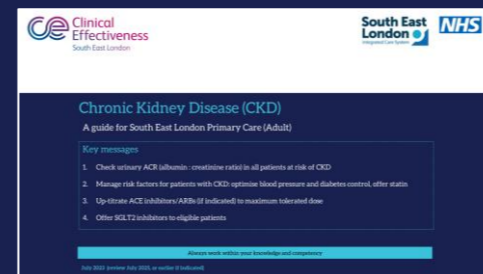 Clinical
Effectiveness
South East London
South East
London
Integrated Care System
NHS
Chronic Kidney Disease (CKD)
A guide for South East London Primary Care (Adult)
Key messages
1. Check urinary ACR (albumin : creatinine ratio) in all patients at risk of CKD
2. Manage risk factors for patients with CKD: optimise blood pressure and diabetes control, offer statin
3. Up-titrate ACE inhibitors/ARBs (if indicated) to maximum tolerated dose
4. Offer SGLT2 inhibitors to eligible patients
Always work within your knowledge and competency
July 2023 (review July 2025, or earlier if indicated)